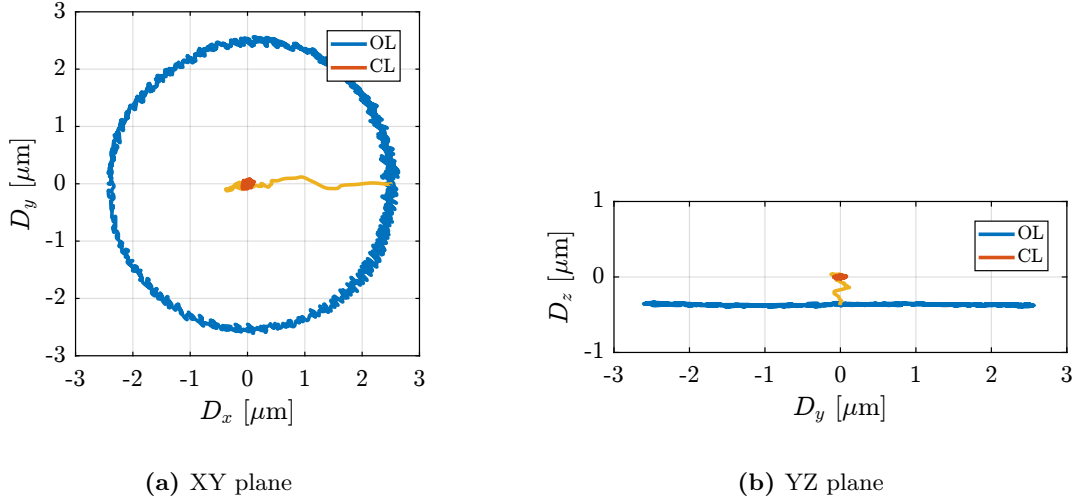 3
2
1
0
-1
-2
-3
D_y [μm]
-3 -2 -1 0 1 2 3
D_x [μm]
OL
CL
(a) XY plane
1
0
-1
D_z [μm]
-3 -2 -1 0 1 2 3
D_y [μm]
OL
CL
(b) YZ plane